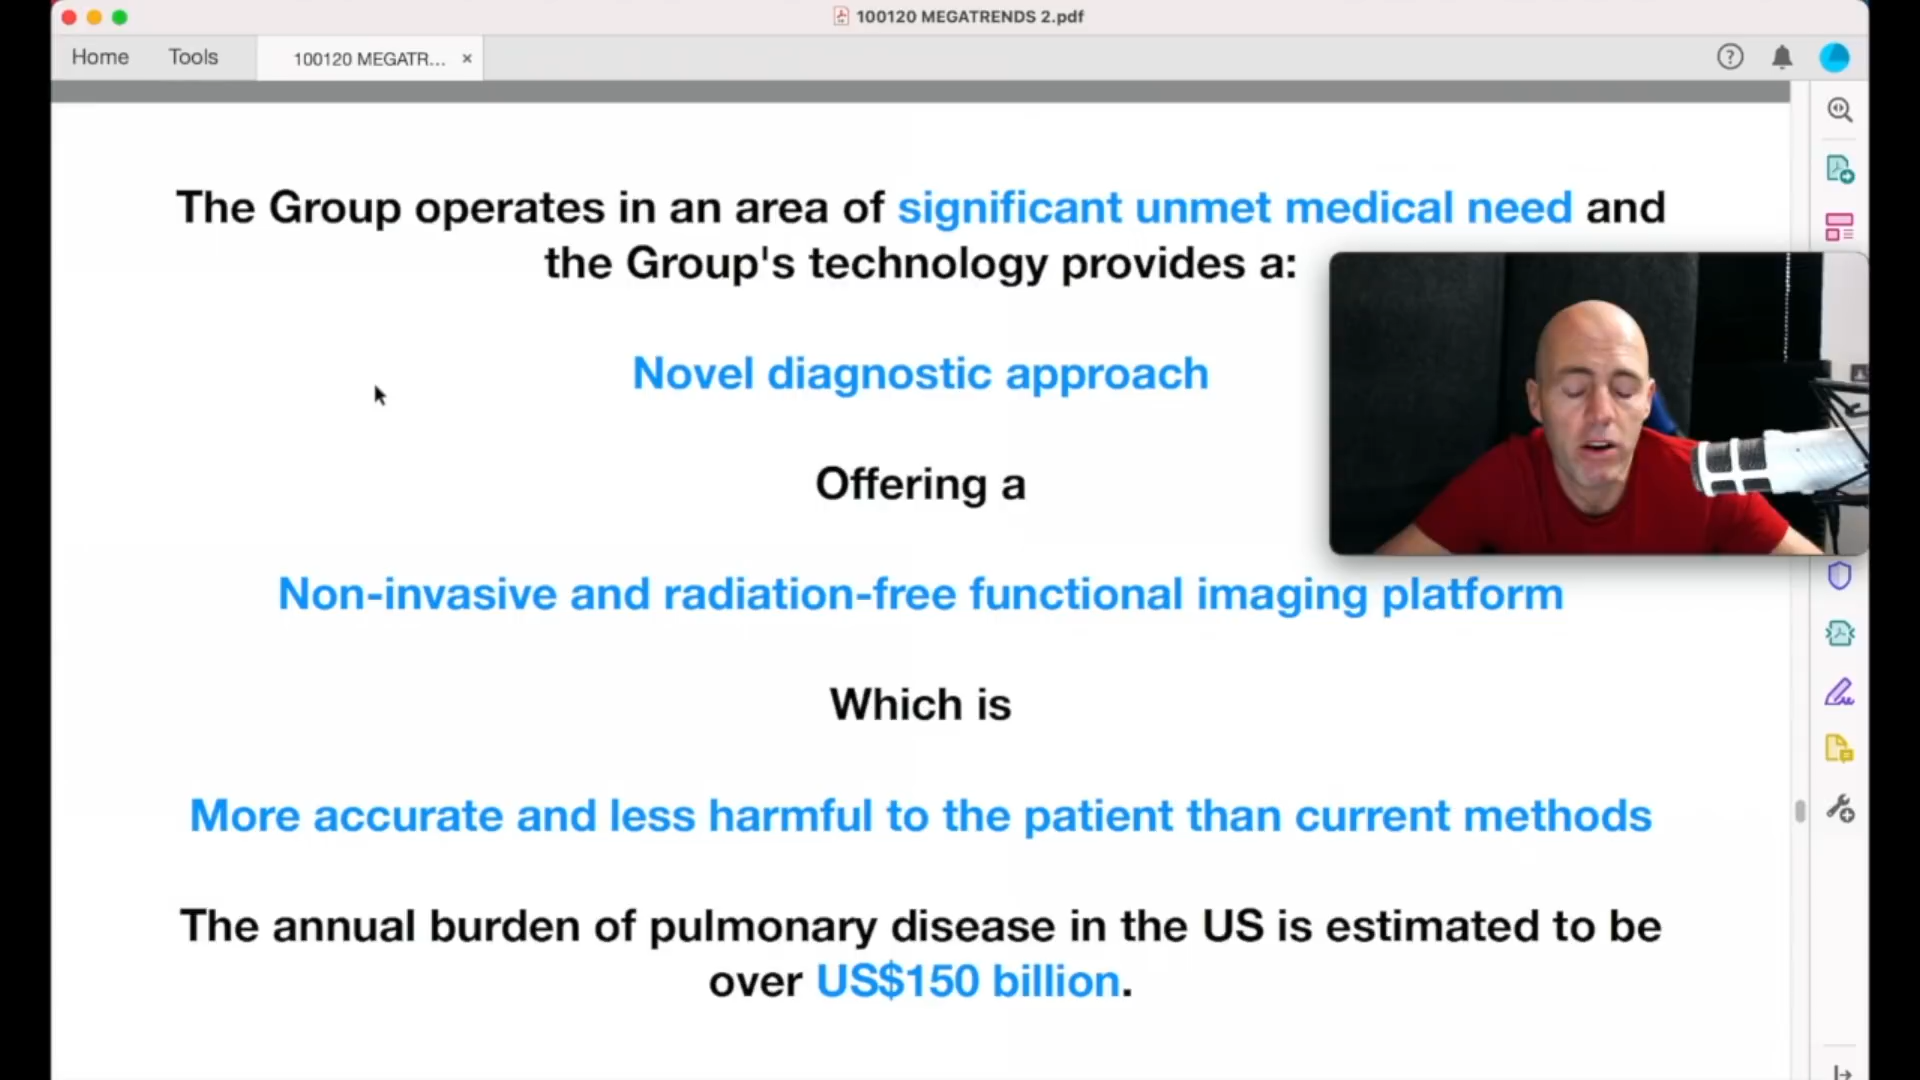 100120 MEGATRENDS 2.pdf
Home Tools 100120 MEGATR... ×
The Group operates in an area of significant unmet medical need and
the Group's technology provides a:
Novel diagnostic approach
Offering a
Non-invasive and radiation-free functional imaging platform
Which is
More accurate and less harmful to the patient than current methods
The annual burden of pulmonary disease in the US is estimated to be
over US$150 billion.